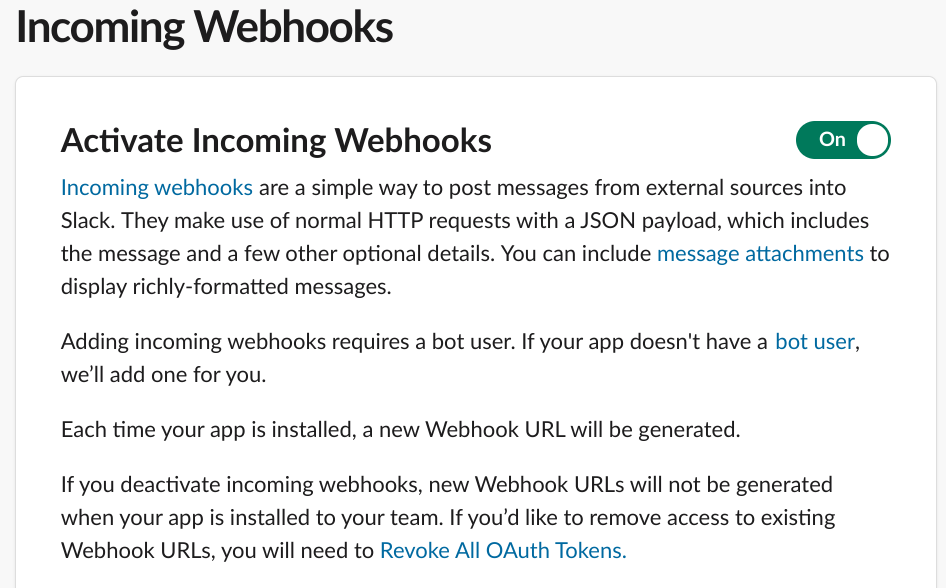 Incoming Webhooks
Activate Incoming Webhooks
On
Incoming webhooks are a simple way to post messages from external sources into
Slack. They make use of normal HTTP requests with a JSON payload, which includes
the message and a few other optional details. You can include message attachments to
display richly-formatted messages.
Adding incoming webhooks requires a bot user. If your app doesn't have a bot user,
we’ll add one for you.
Each time your app is installed, a new Webhook URL will be generated.
If you deactivate incoming webhooks, new Webhook URLs will not be generated
when your app is installed to your team. If you’d like to remove access to existing
Webhook URLs, you will need to Revoke All OAuth Tokens.